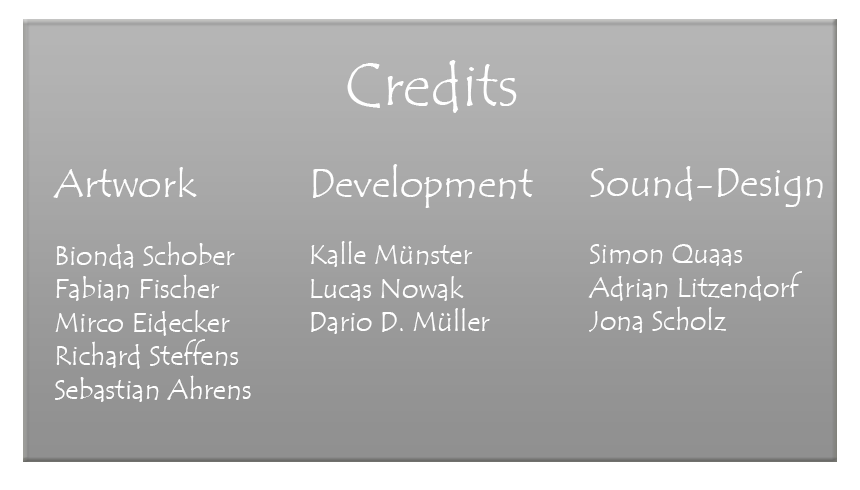 Credits
Artwork
Bionda Schober
Fabian Fischer
Mirco Eidecker
Richard Steffens
Sebastian Ahrens
Development
Kalle Münster
Lucas Nowak
Dario D. Müller
Sound-Design
Simon Quaas
Adrian Litzendorf
Jona Scholz